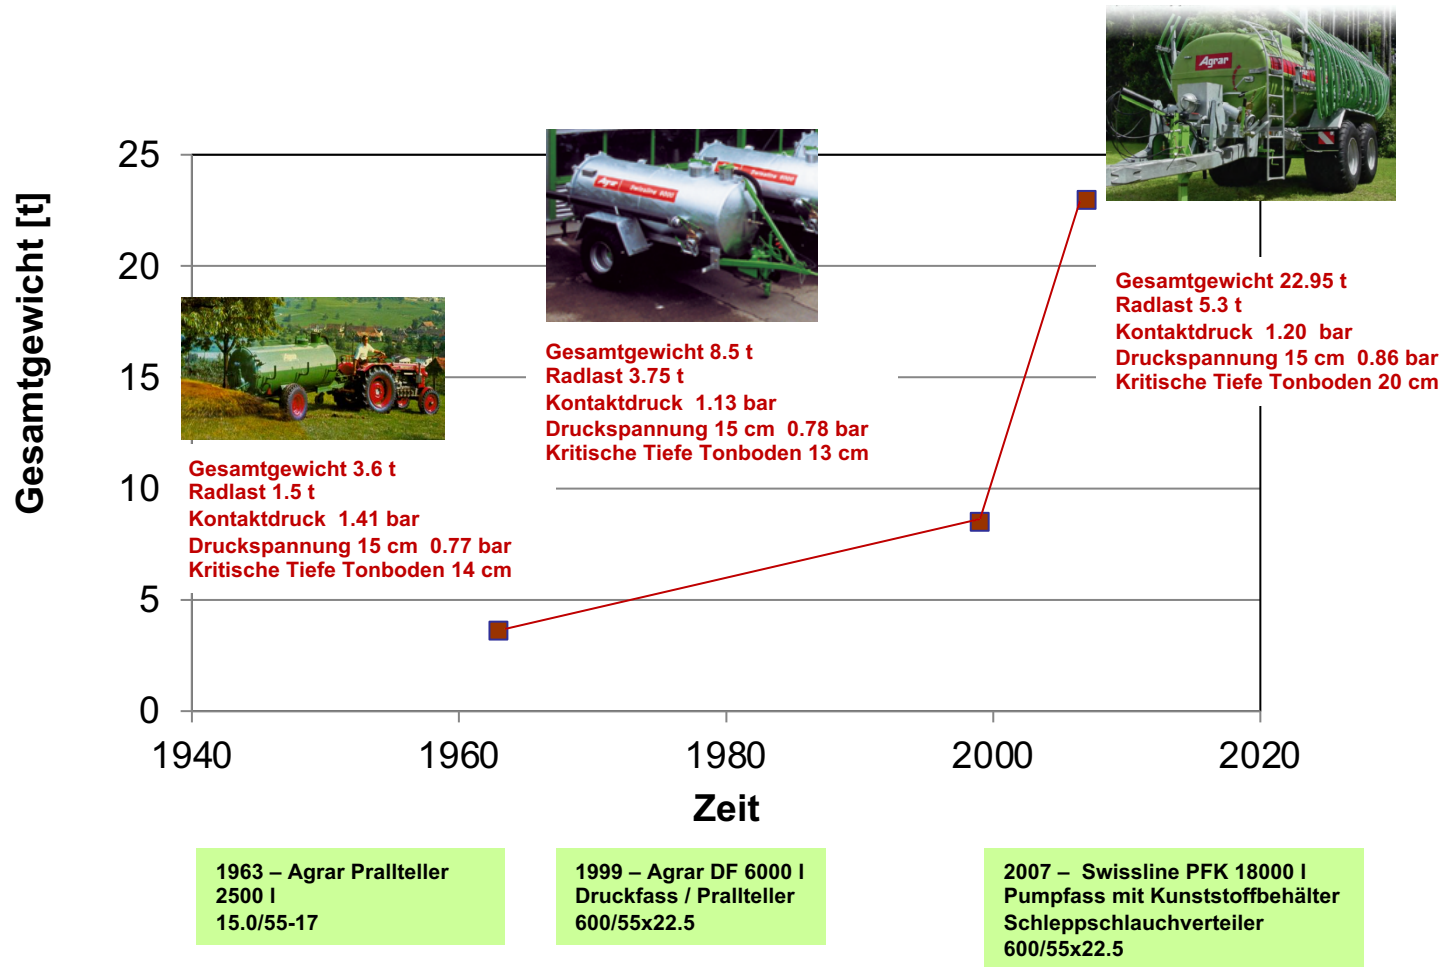 Gesamtgewicht [t]
25
20
15
10
5
0
1940
1960
1980
2000
2020
Zeit
Agrar
Agrar Swissline 6000
Agrar
Gesamtgewicht 3.6 t
Radlast 1.5 t
Kontaktdruck 1.41 bar
Druckspannung 15 cm 0.77 bar
Kritische Tiefe Tonboden 14 cm
Gesamtgewicht 8.5 t
Radlast 3.75 t
Kontaktdruck 1.13 bar
Druckspannung 15 cm 0.78 bar
Kritische Tiefe Tonboden 13 cm
Gesamtgewicht 22.95 t
Radlast 5.3 t
Kontaktdruck 1.20 bar
Druckspannung 15 cm 0.86 bar
Kritische Tiefe Tonboden 20 cm
1963 – Agrar Prallteller
2500 l
15.0/55-17
1999 – Agrar DF 6000 l
Druckfass / Prallteller
600/55x22.5
2007 – Swissline PFK 18000 l
Pumpfass mit Kunststoffbehälter
Schleppschlauchverteiler
600/55x22.5